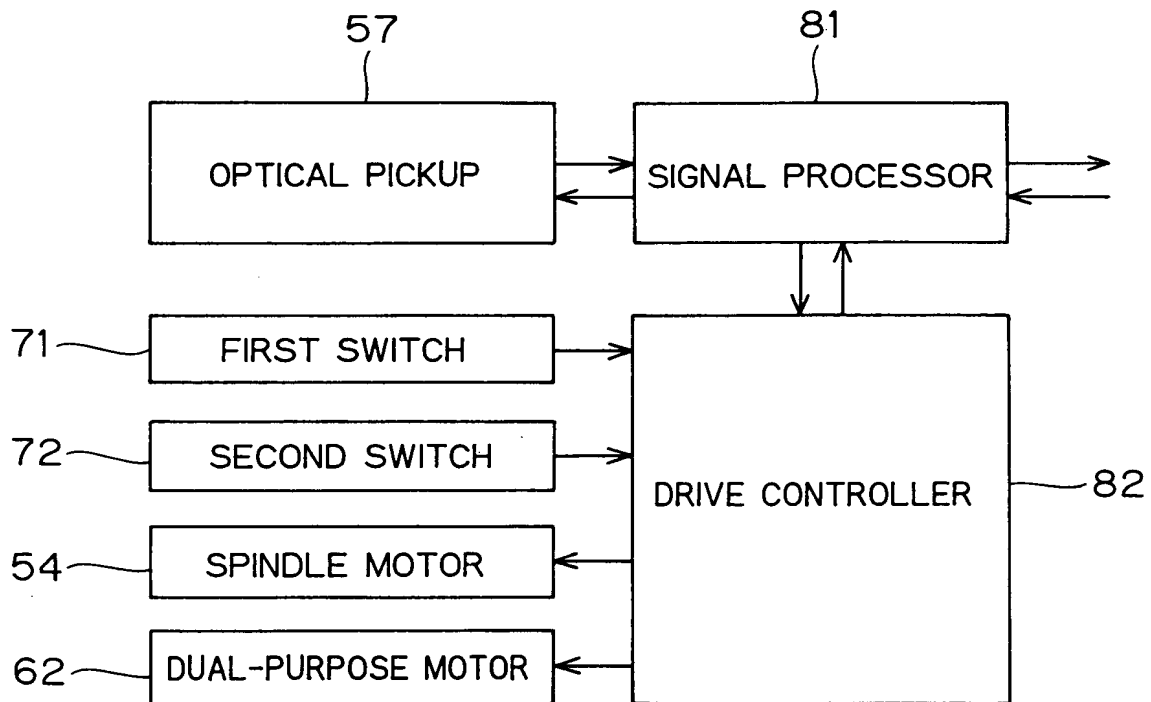 57
81
OPTICAL PICKUP
SIGNAL PROCESSOR
71
FIRST SWITCH
72
SECOND SWITCH
DRIVE CONTROLLER
82
54
SPINDLE MOTOR
62
DUAL-PURPOSE MOTOR